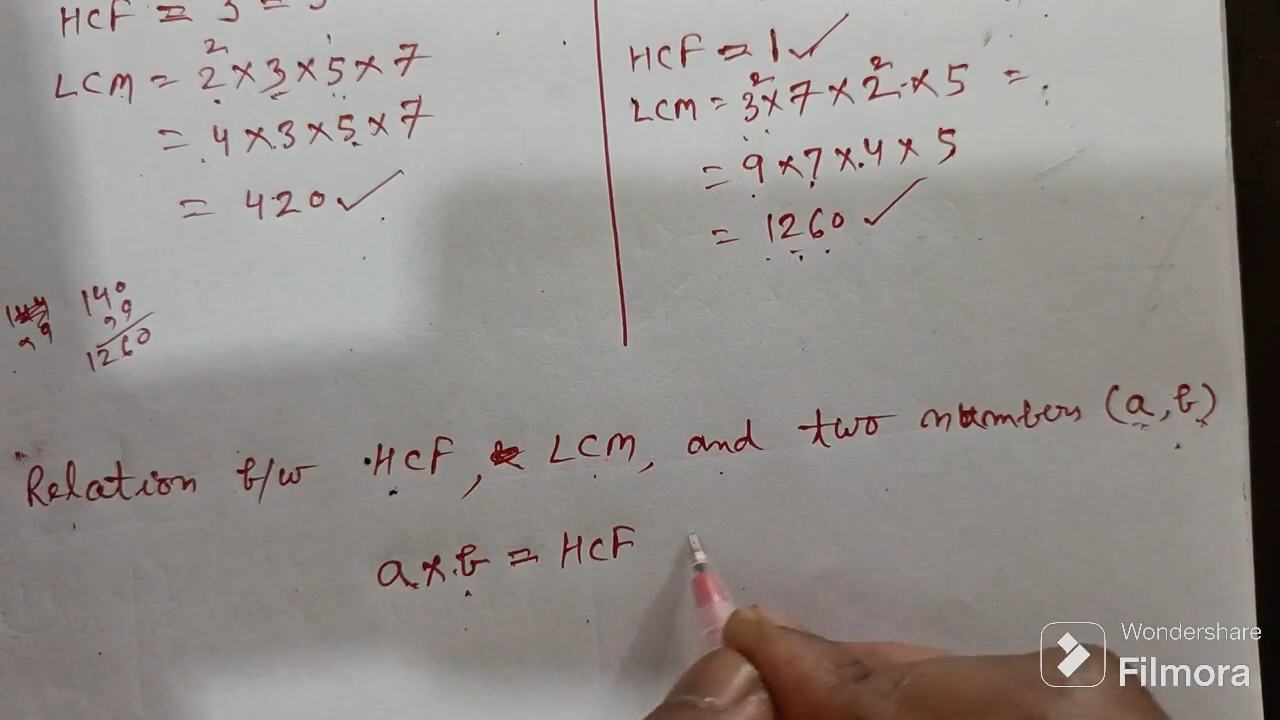 HCF = 3 = 3
LCM = 2² × 3 × 5 × 7
= 4 × 3 × 5 × 7
= 420 ✓
HCF = 1 ✓
LCM = 3² × 7 × 2² × 5 =
= 9 × 7 × 4 × 5
= 1260 ✓
140
×9
1260
Relation b/w HCF, LCM, and two numbers (a, b)
a × b = HCF
Wondershare
Filmora